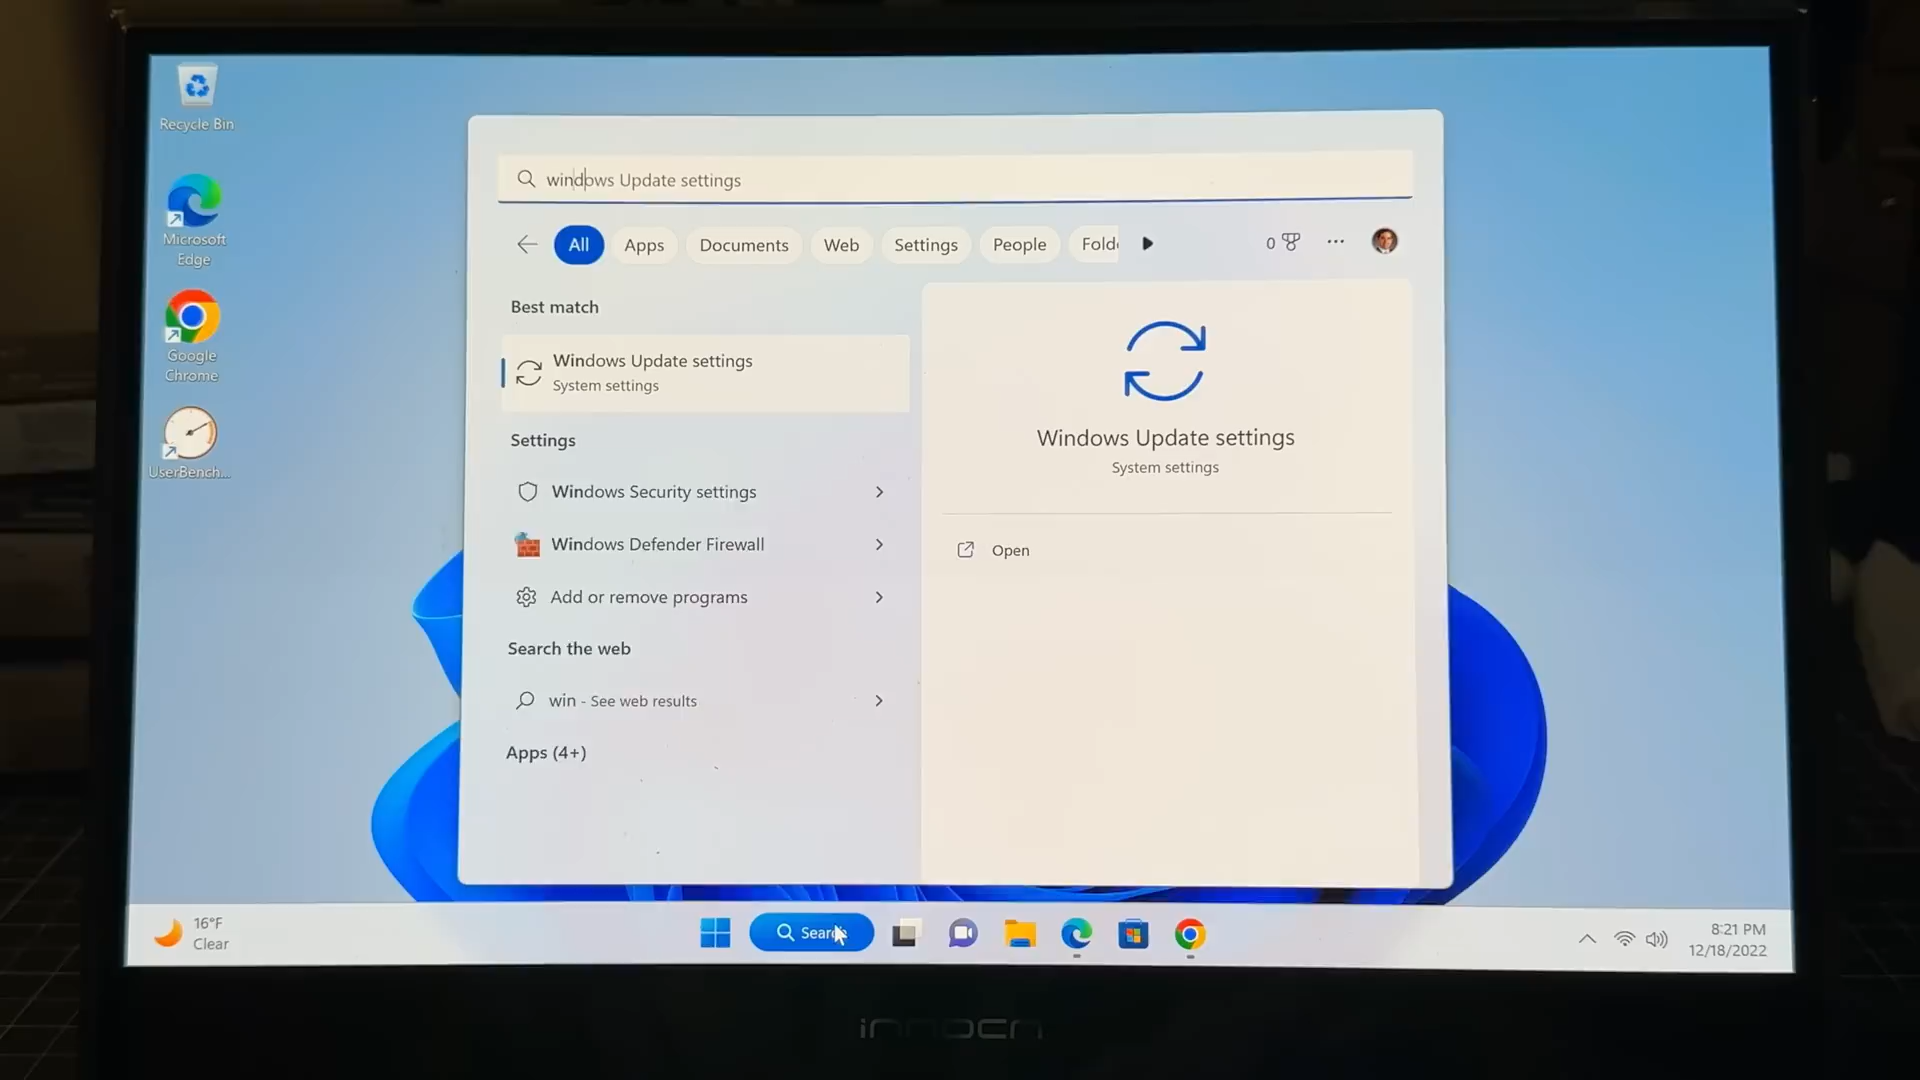 Recycle Bin
Microsoft
Edge
Google
Chrome
UserBench...
windows Update settings
All
Apps
Documents
Web
Settings
People
0
Best match
Windows Update settings
System settings
Settings
Windows Security settings
Windows Defender Firewall
Add or remove programs
Search the web
win - See web results
Apps (4+)
Windows Update settings
System settings
Open
16°F
Clear
Search
8:21 PM
12/18/2022
INNOCN